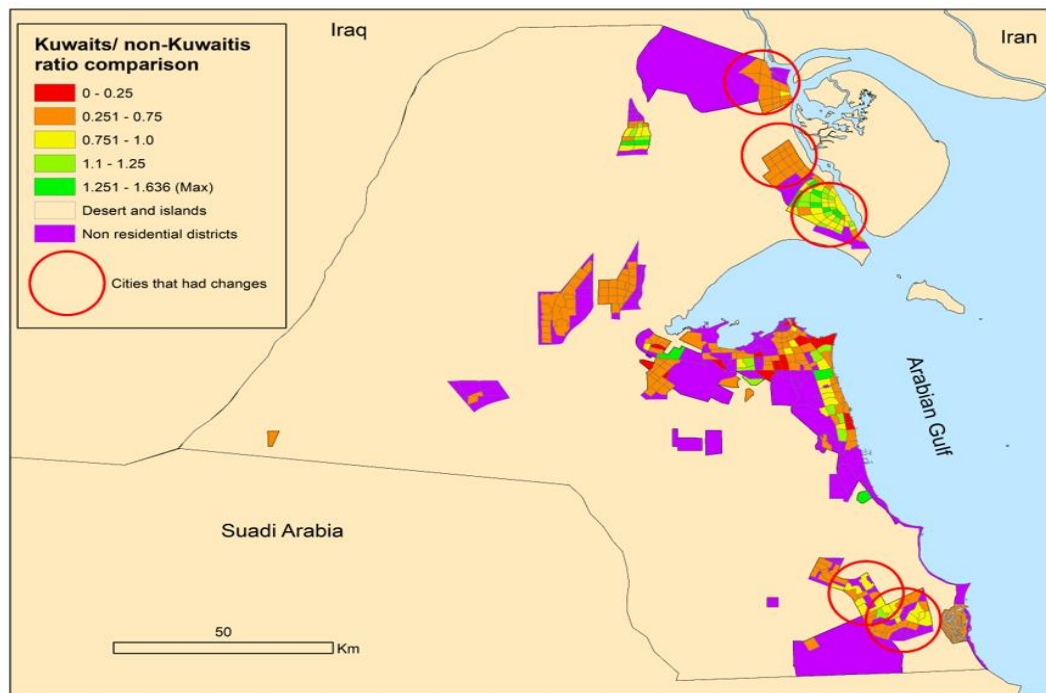 Kuwaits/ non-Kuwaitis
ratio comparison
0 - 0.25
0.251 - 0.75
0.751 - 1.0
1.1 - 1.25
1.251 - 1.636 (Max)
Desert and islands
Non residential districts
Cities that had changes
Iraq
Iran
Arabian Gulf
Suadi Arabia
50
Km